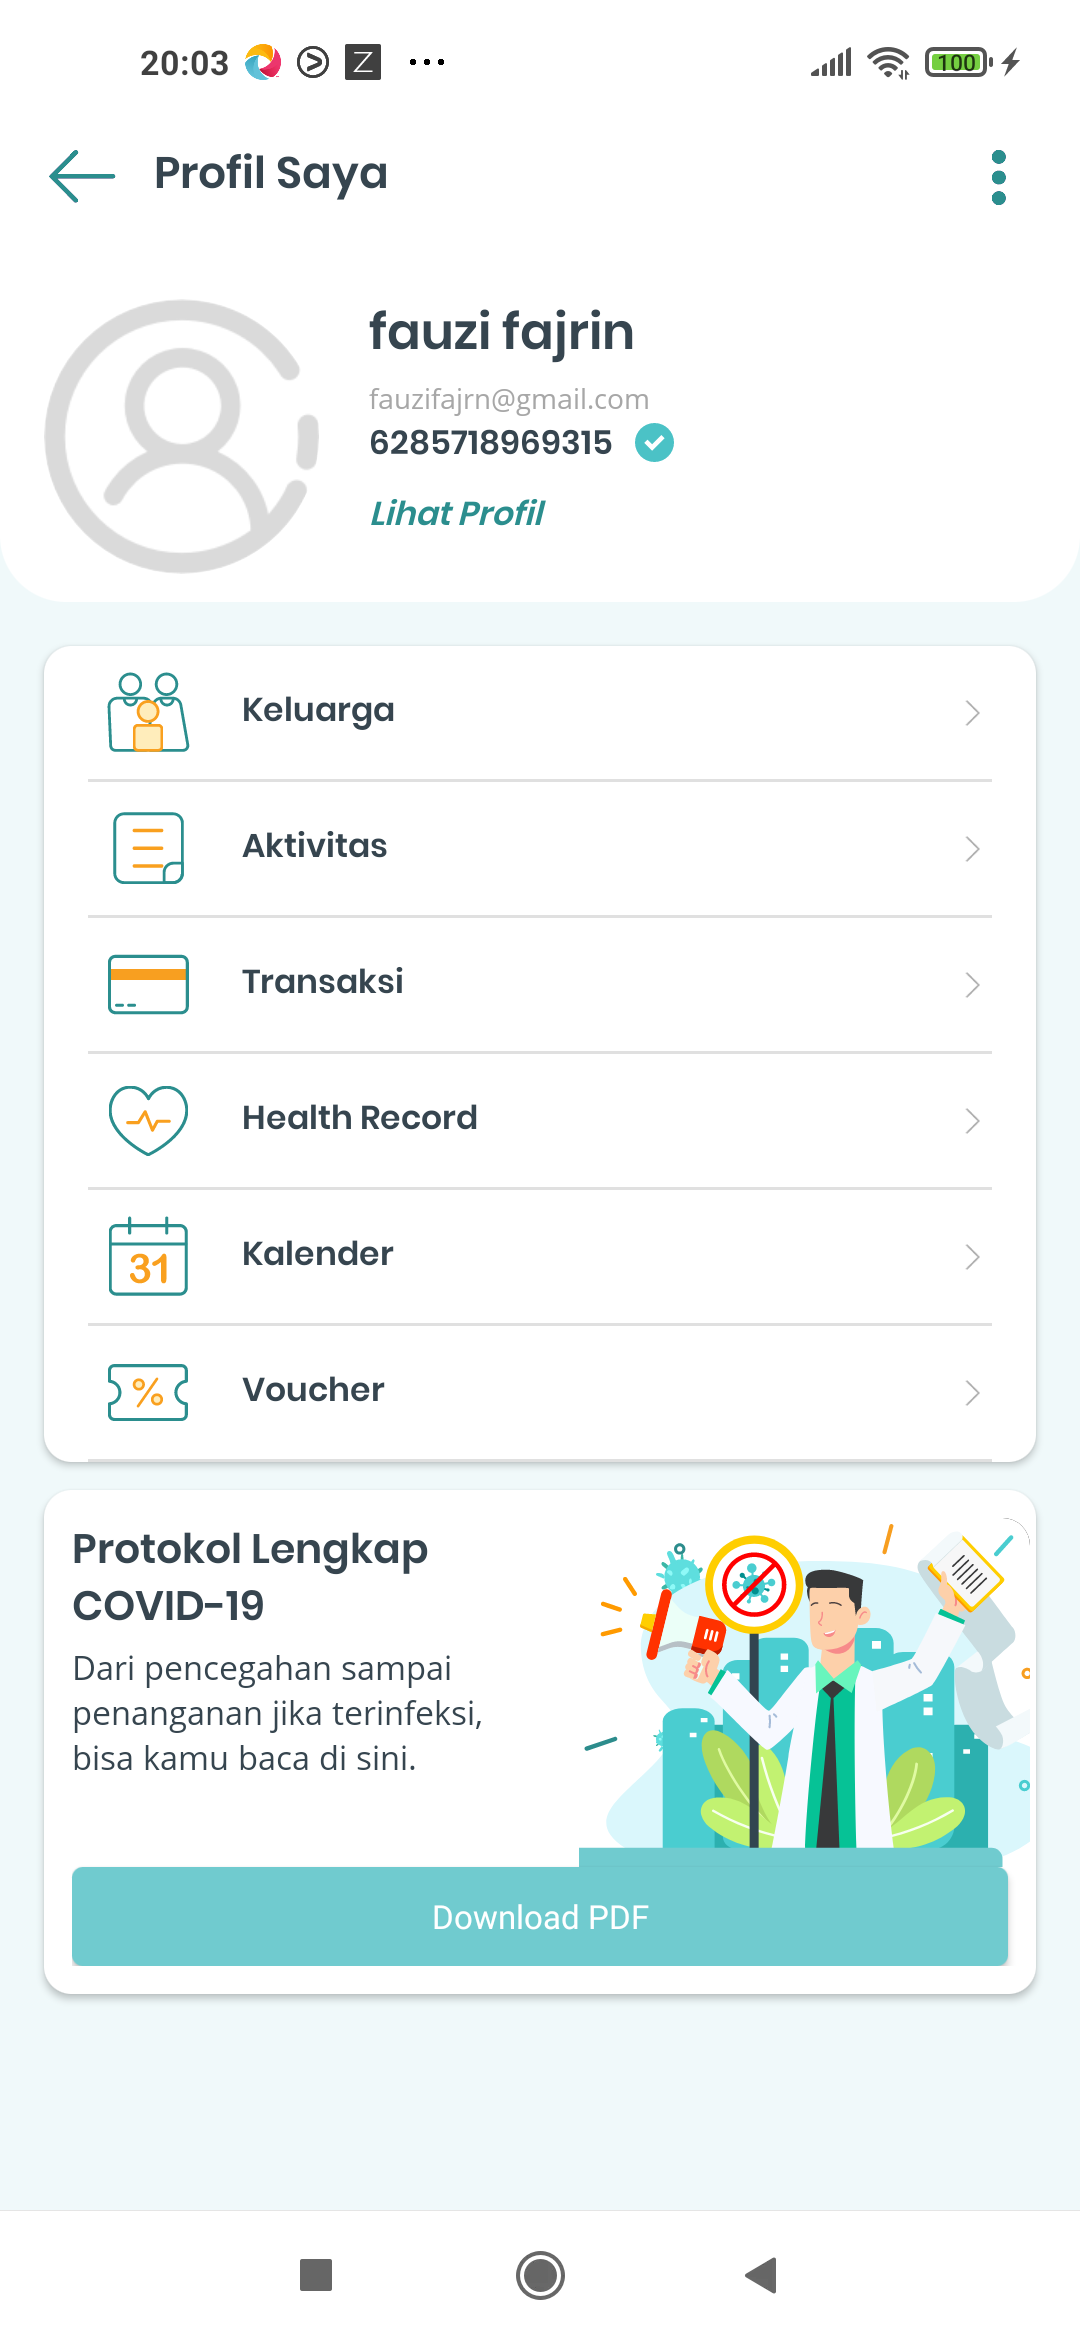 20:03 Z 100
Profil Saya
fauzi fajrin
fauzifajrn@gmail.com
6285718969315
Lihat Profil
Keluarga
Aktivitas
Transaksi
Health Record
31
Kalender
%
Voucher
Protokol Lengkap
COVID-19
Dari pencegahan sampai
penanganan jika terinfeksi,
bisa kamu baca di sini.
Download PDF